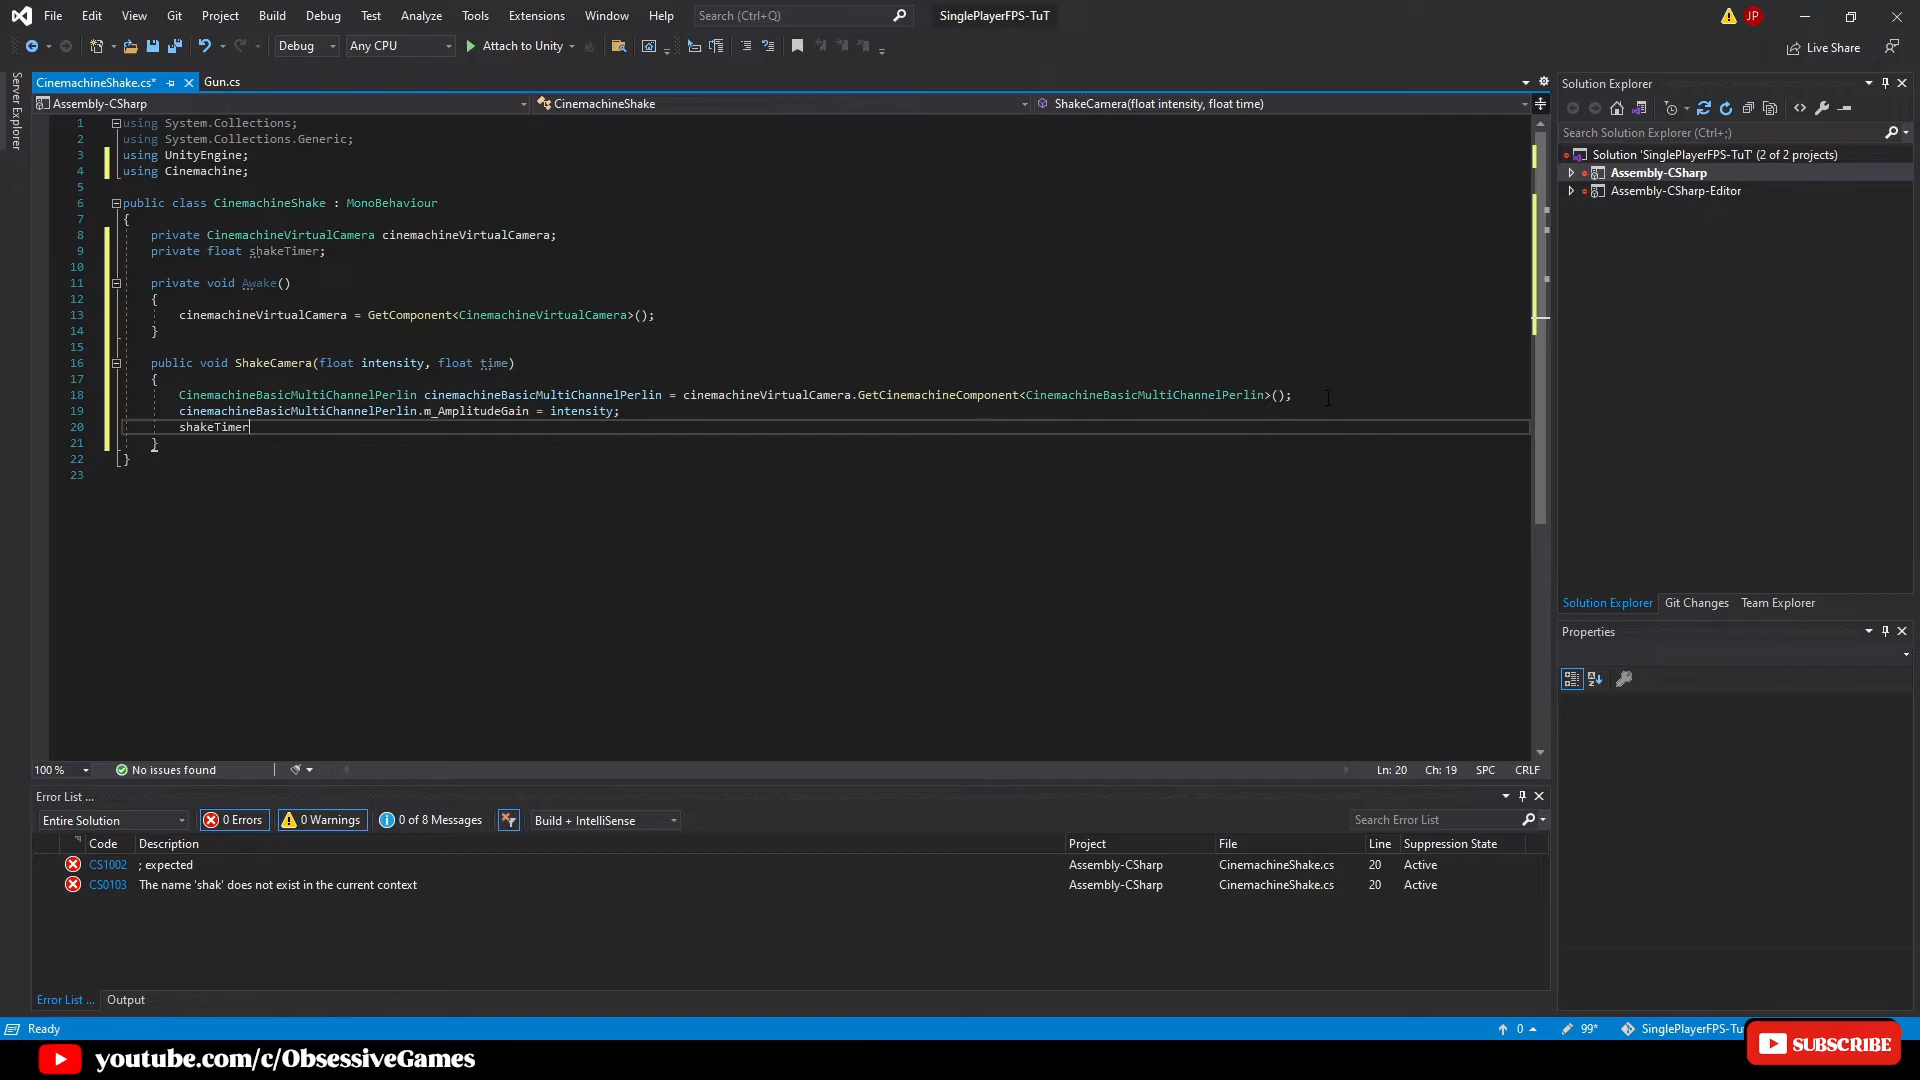 File Edit View Git Project Build Debug Test Analyze Tools Extensions Window Help Search (Ctrl+Q) SinglePlayerFPS-TuT JP
Debug Any CPU Attach to Unity Live Share
Server Explorer
CinemachineShake.cs* Gun.cs
Assembly-CSharp CinemachineShake ShakeCamera(float intensity, float time)
1 using System.Collections;
2 using System.Collections.Generic;
3 using UnityEngine;
4 using Cinemachine;
5
6 public class CinemachineShake : MonoBehaviour
7 {
8 private CinemachineVirtualCamera cinemachineVirtualCamera;
9 private float shakeTimer;
10
11 private void Awake()
12 {
13 cinemachineVirtualCamera = GetComponent<CinemachineVirtualCamera>();
14 }
15
16 public void ShakeCamera(float intensity, float time)
17 {
18 CinemachineBasicMultiChannelPerlin cinemachineBasicMultiChannelPerlin = cinemachineVirtualCamera.GetCinemachineComponent<CinemachineBasicMultiChannelPerlin>();
19 cinemachineBasicMultiChannelPerlin.m_AmplitudeGain = intensity;
20 shakeTimer
21 }
22 }
23
100 % No issues found Ln: 20 Ch: 19 SPC CRLF
Solution Explorer
Search Solution Explorer (Ctrl+;)
Solution 'SinglePlayerFPS-TuT' (2 of 2 projects)
Assembly-CSharp
Assembly-CSharp-Editor
Solution Explorer Git Changes Team Explorer
Properties
Error List ...
Entire Solution 0 Errors 0 Warnings 0 of 8 Messages Build + IntelliSense Search Error List
Code Description Project File Line Suppression State
CS1002 ; expected Assembly-CSharp CinemachineShake.cs 20 Active
CS0103 The name 'shak' does not exist in the current context Assembly-CSharp CinemachineShake.cs 20 Active
Error List ... Output
Ready 0 99* SinglePlayerFPS-Tu
youtube.com/c/ObsessiveGames SUBSCRIBE